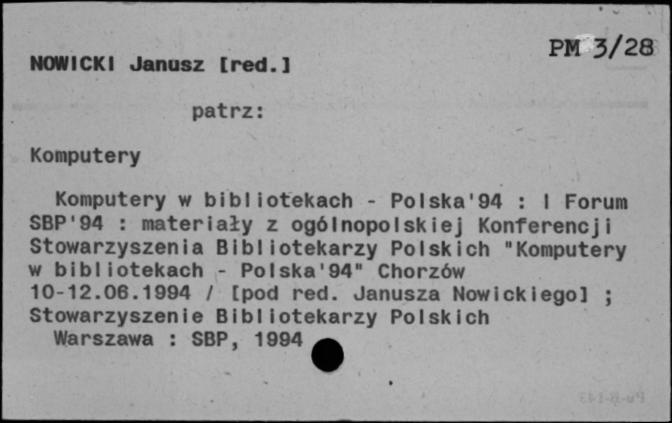 PM 3/28
NOWICKI Janusz [red.]
patrz:
Komputery
Komputery w bibliotekach - Polska'94 : I Forum
SBP'94 : materiały z ogólnopolskiej Konferencji
Stowarzyszenia Bibliotekarzy Polskich "Komputery
w bibliotekach - Polska'94" Chorzów
10-12.06.1994 / [pod red. Janusza Nowickiego] ;
Stowarzyszenie Bibliotekarzy Polskich
Warszawa : SBP, 1994